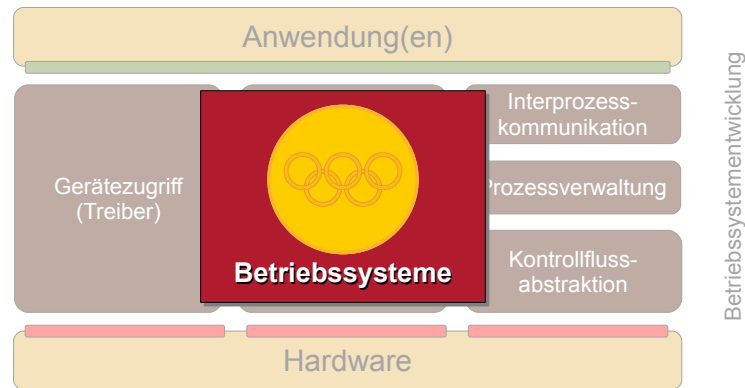 Anwendung(en)
Gerätezugriff
(Treiber)
Betriebssysteme
Interprozess-
kommunikation
Prozessverwaltung
Kontrollfluss-
abstraktion
Hardware
Betriebssystementwicklung